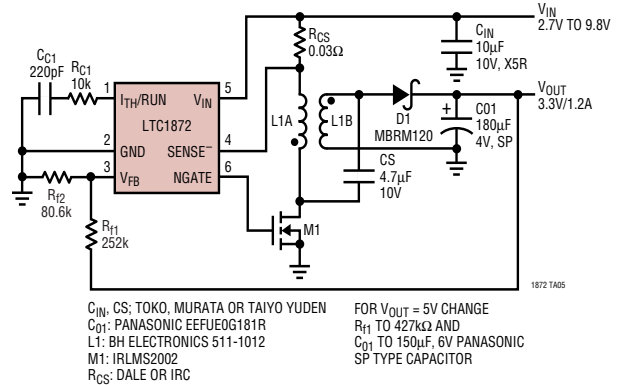 V_IN
2.7V TO 9.8V
R_CS
0.03Ω
C_IN
10µF
10V, X5R
C_C1
220pF
R_C1
10k
1
I_TH/RUN
V_IN
5
LTC1872
2
GND
SENSE–
4
3
V_FB
NGATE
6
R_f2
80.6k
R_f1
252k
L1A
L1B
D1
MBRM120
V_OUT
3.3V/1.2A
+
C01
180µF
4V, SP
CS
4.7µF
10V
M1
1872 TA05
C_IN, CS; TOKO, MURATA OR TAIYO YUDEN
C_01: PANASONIC EEFUE0G181R
L1: BH ELECTRONICS 511-1012
M1: IRLMS2002
R_CS: DALE OR IRC
FOR V_OUT = 5V CHANGE
R_f1 TO 427kΩ AND
C_01 TO 150µF, 6V PANASONIC
SP TYPE CAPACITOR